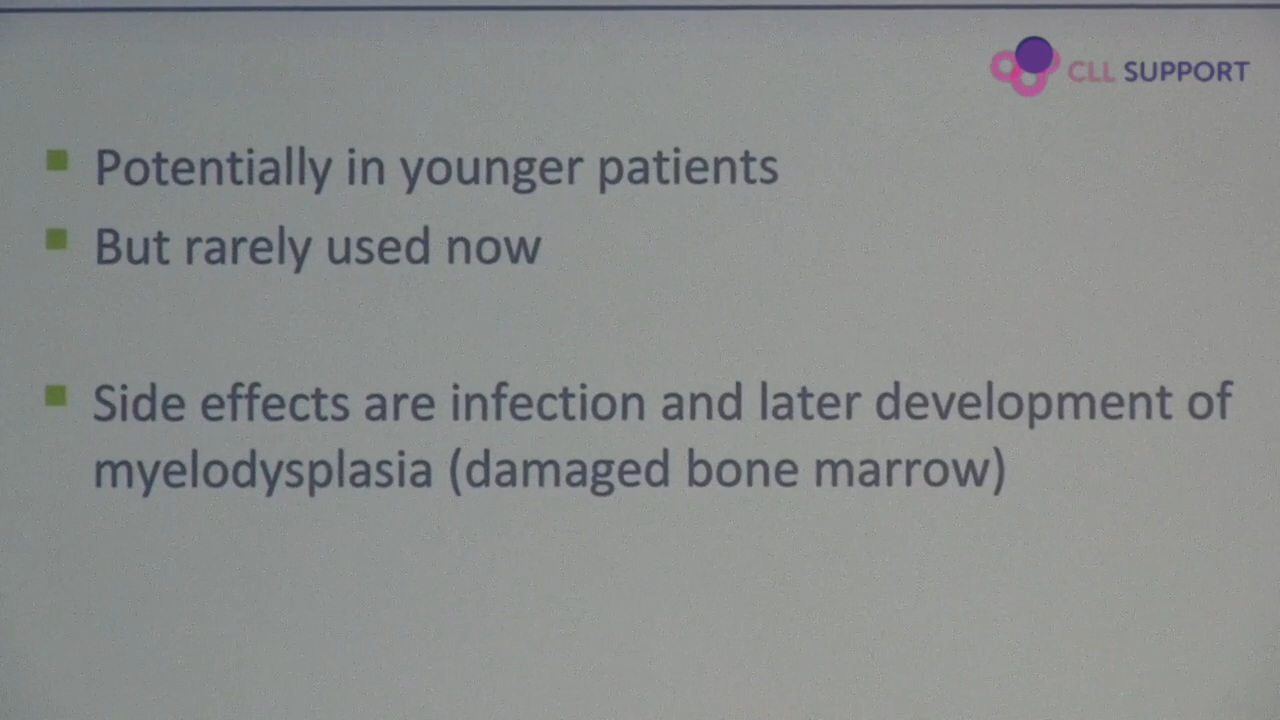 CLL SUPPORT
Potentially in younger patients
But rarely used now
Side effects are infection and later development of
myelodysplasia (damaged bone marrow)